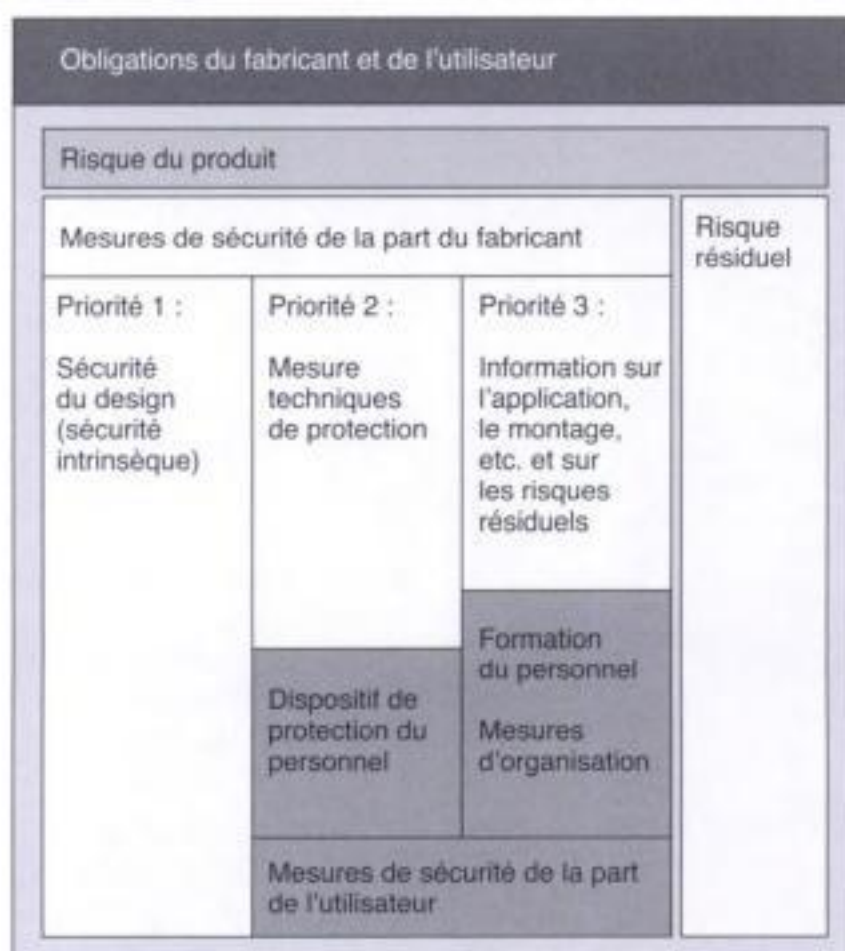 Obligations du fabricant et de l'utilisateur
Risque du produit
Mesures de sécurité de la part du fabricant
Risque
résiduel
Priorité 1 :
Sécurité
du design
(sécurité
intrinsèque)
Priorité 2 :
Mesure
techniques
de protection
Priorité 3 :
Information sur
l'application,
le montage,
etc. et sur
les risques
résiduels
Dispositif de
protection du
personnel
Formation
du personnel
Mesures
d'organisation
Mesures de sécurité de la part
de l'utilisateur